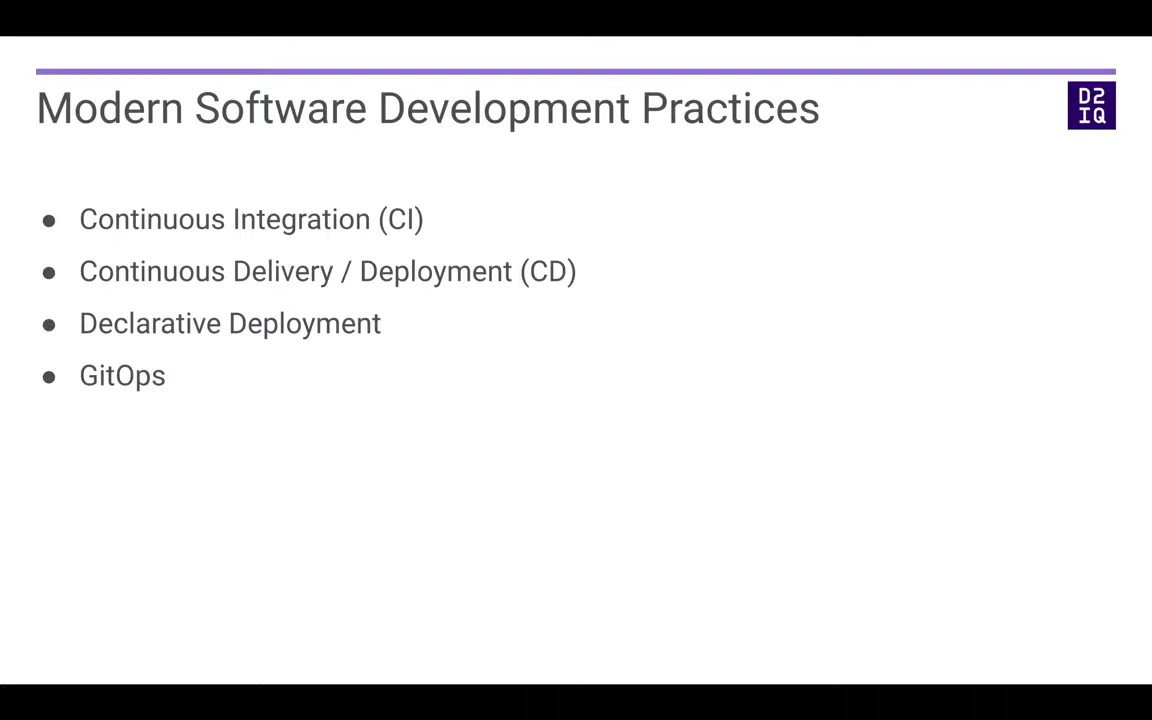 Modern Software Development Practices
D2
IQ
● Continuous Integration (CI)
● Continuous Delivery / Deployment (CD)
● Declarative Deployment
● GitOps